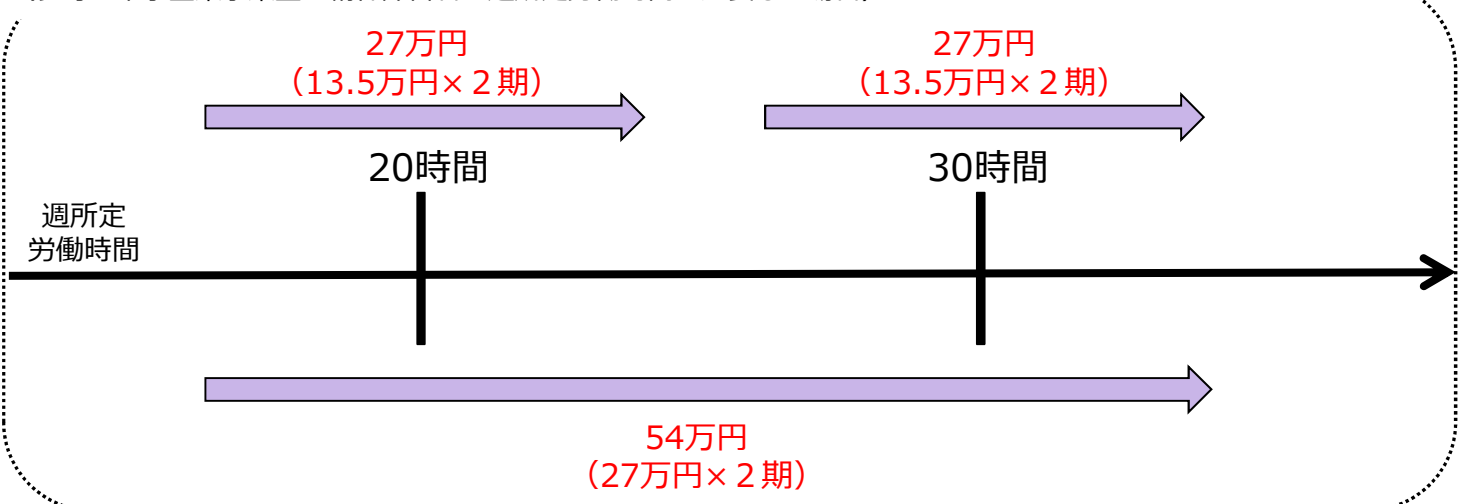 27万円
（13.5万円×２期）
27万円
（13.5万円×２期）
20時間
30時間
週所定
労働時間
54万円
（27万円×２期）